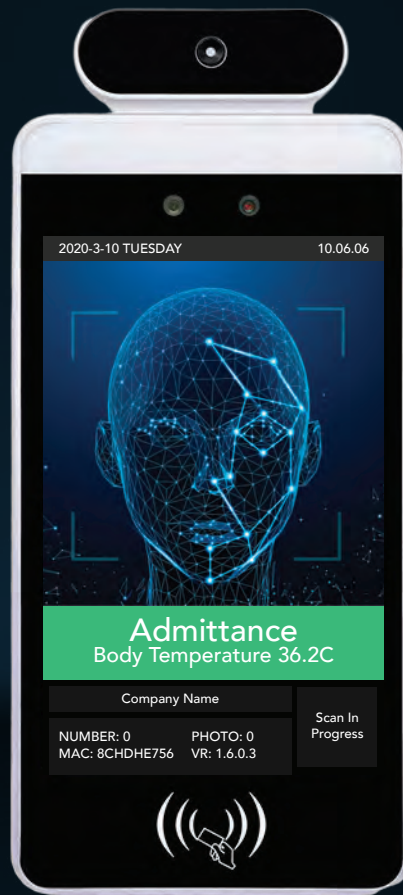 2020-3-10 TUESDAY 10.06.06
Admittance
Body Temperature 36.2C
Company Name
Scan In
Progress
NUMBER: 0 PHOTO: 0
MAC: 8CHDHE756 VR: 1.6.0.3